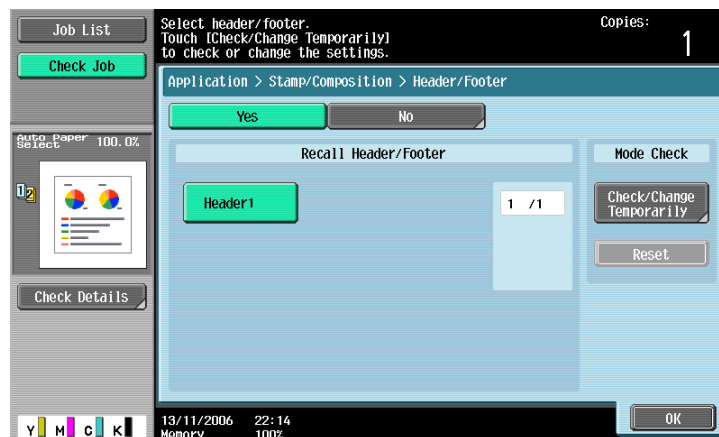 Job List
Check Job
Select header/footer.
Touch [Check/Change Temporarily]
to check or change the settings.
Copies:
1
Application > Stamp/Composition > Header/Footer
Yes
No
Auto Paper
Select
100.0%
1 2
Recall Header/Footer
Header1
1 /1
Mode Check
Check/Change
Temporarily
Reset
Check Details
Y M C K
13/11/2006 22:14
Memory 100%
OK